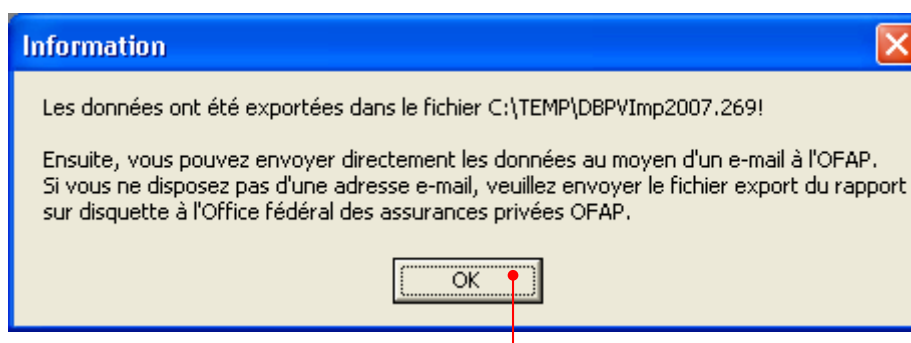 Information
Les données ont été exportées dans le fichier C:\TEMP\DBPVImp2007.269!
Ensuite, vous pouvez envoyer directement les données au moyen d'un e-mail à l'OFAP.
Si vous ne disposez pas d'une adresse e-mail, veuillez envoyer le fichier export du rapport
sur disquette à l'Office fédéral des assurances privées OFAP.
OK